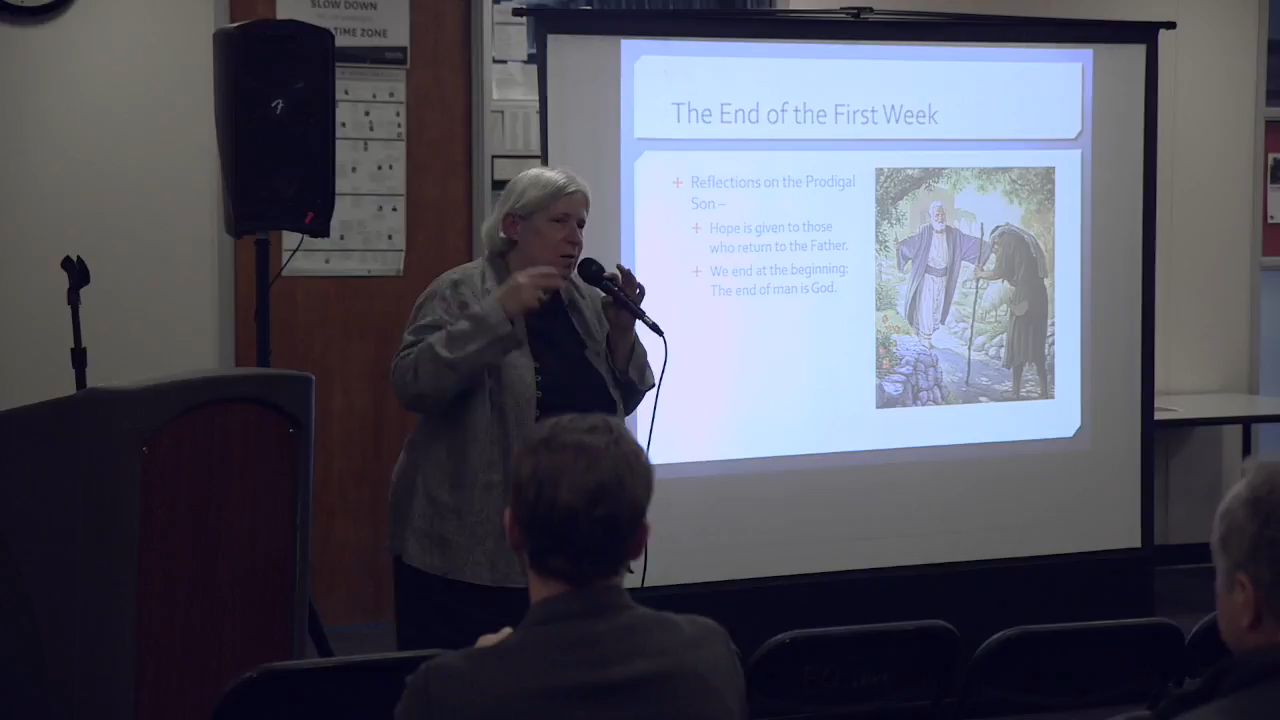 SLOW DOWN
TIME ZONE
The End of the First Week
Reflections on the Prodigal
Son –
Hope is given to those
who return to the Father.
We end at the beginning:
The end of man is God.